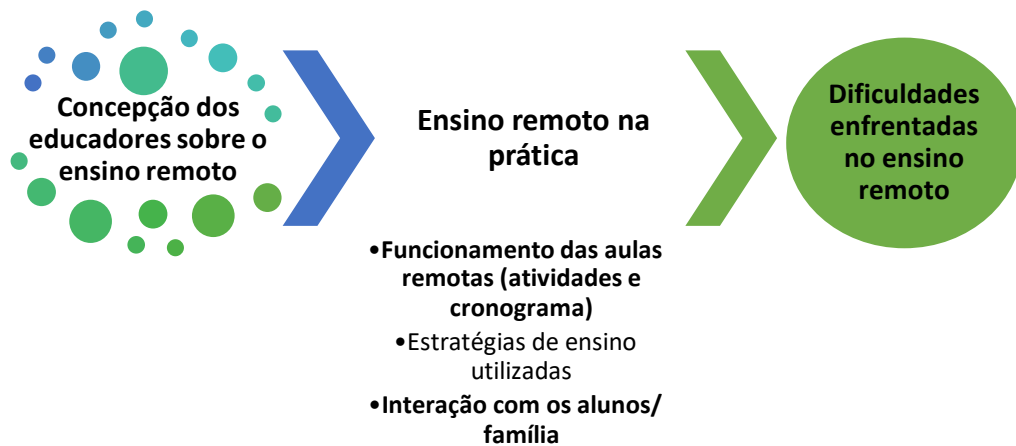 Concepção dos
educadores sobre o
ensino remoto
Ensino remoto na
prática
•Funcionamento das aulas
remotas (atividades e
cronograma)
•Estratégias de ensino
utilizadas
•Interação com os alunos/
família
Dificuldades
enfrentadas
no ensino
remoto